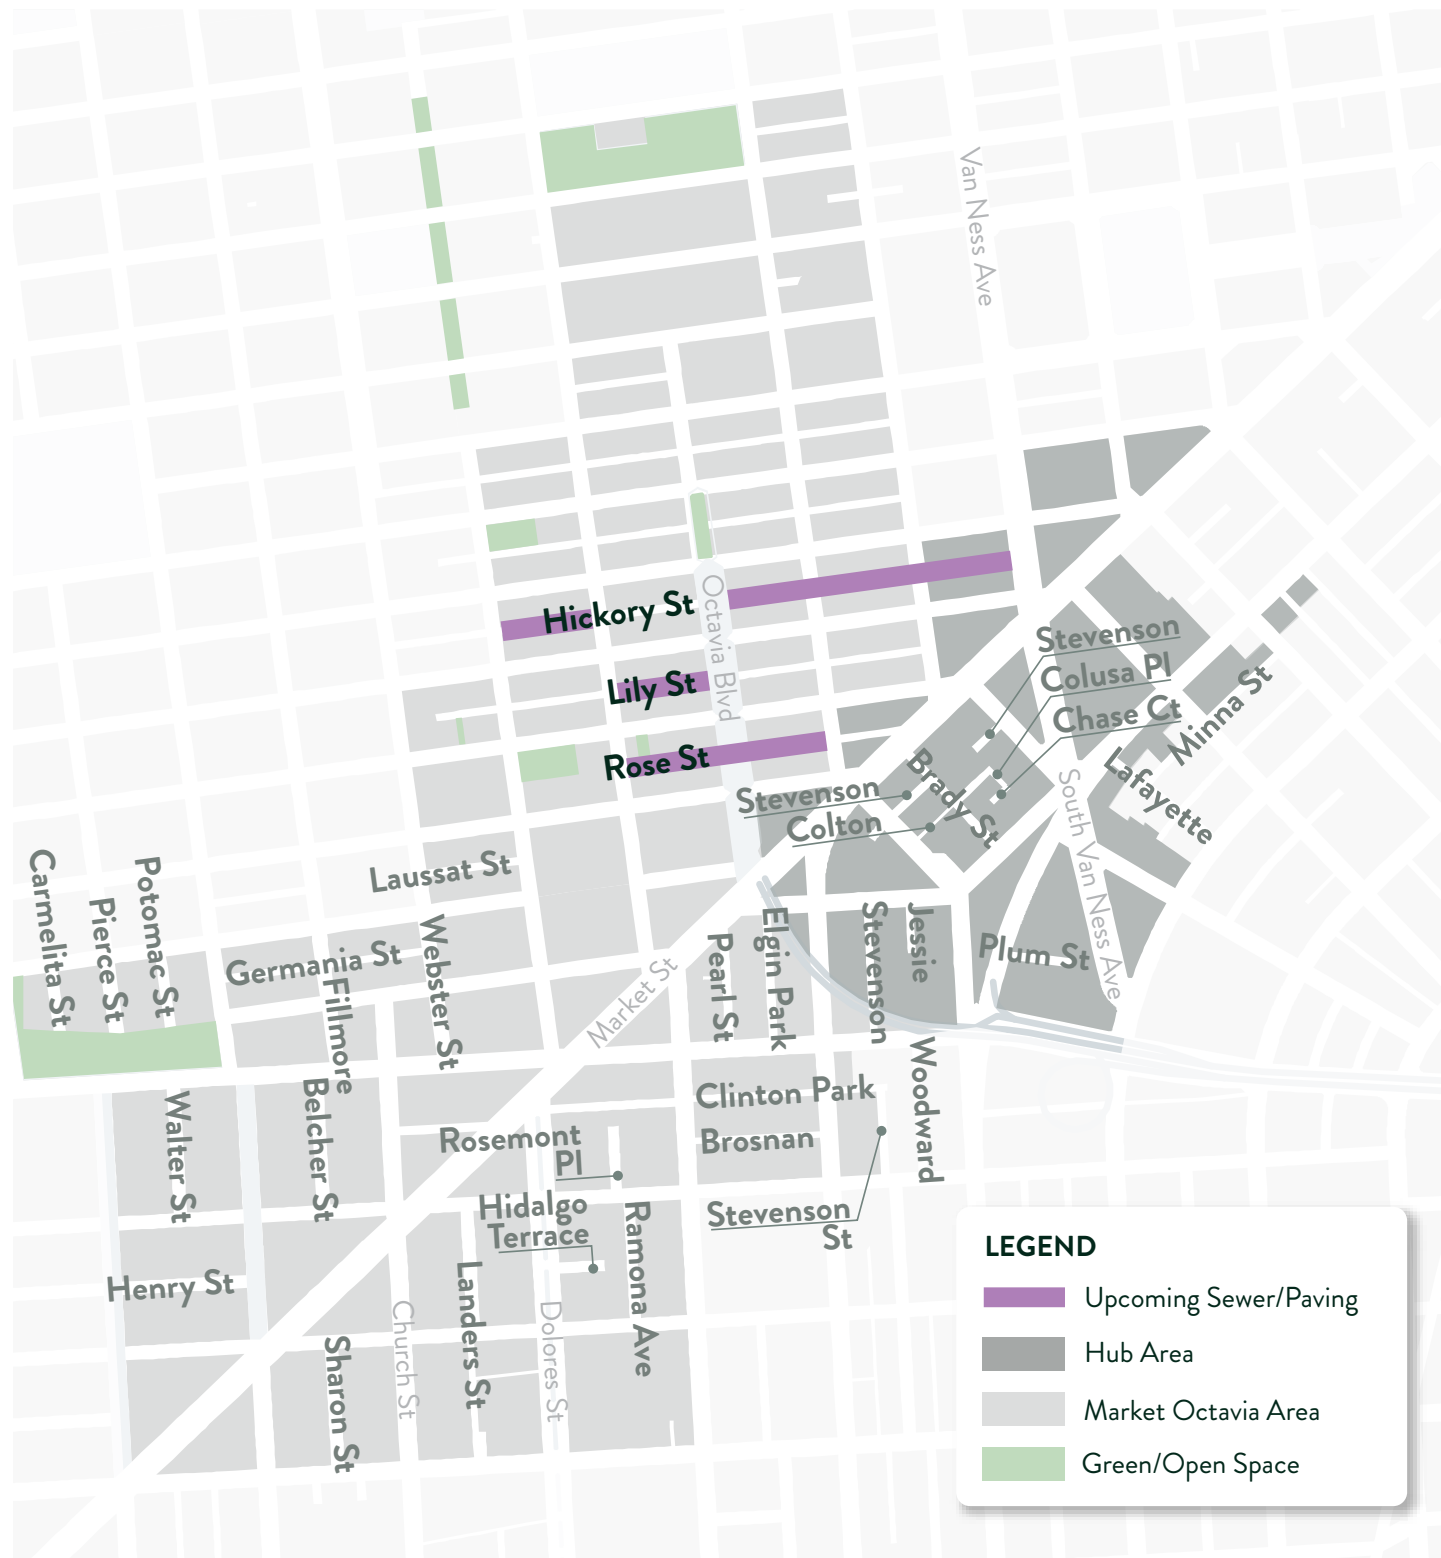 Van Ness Ave
Hickory St
Octavia Blvd
Lily St
Rose St
Stevenson
Colusa Pl
Chase Ct
Minna St
Lafayette
Brady St
Stevenson
Colton
South Van Ness Ave
Laussat St
Carmelita St
Pierce St
Potomac St
Germania St
Fillmore
Webster St
Market St
Pearl St
Elgin Park
Stevenson
Jessie
Plum St
Woodward
Clinton Park
Brosnan
Stevenson
St
Walter St
Belcher St
Rosemont
Pl
Hidalgo
Terrace
Ramona Ave
Henry St
Sharon St
Church St
Landers St
Dolores St
LEGEND
Upcoming Sewer/Paving
Hub Area
Market Octavia Area
Green/Open Space